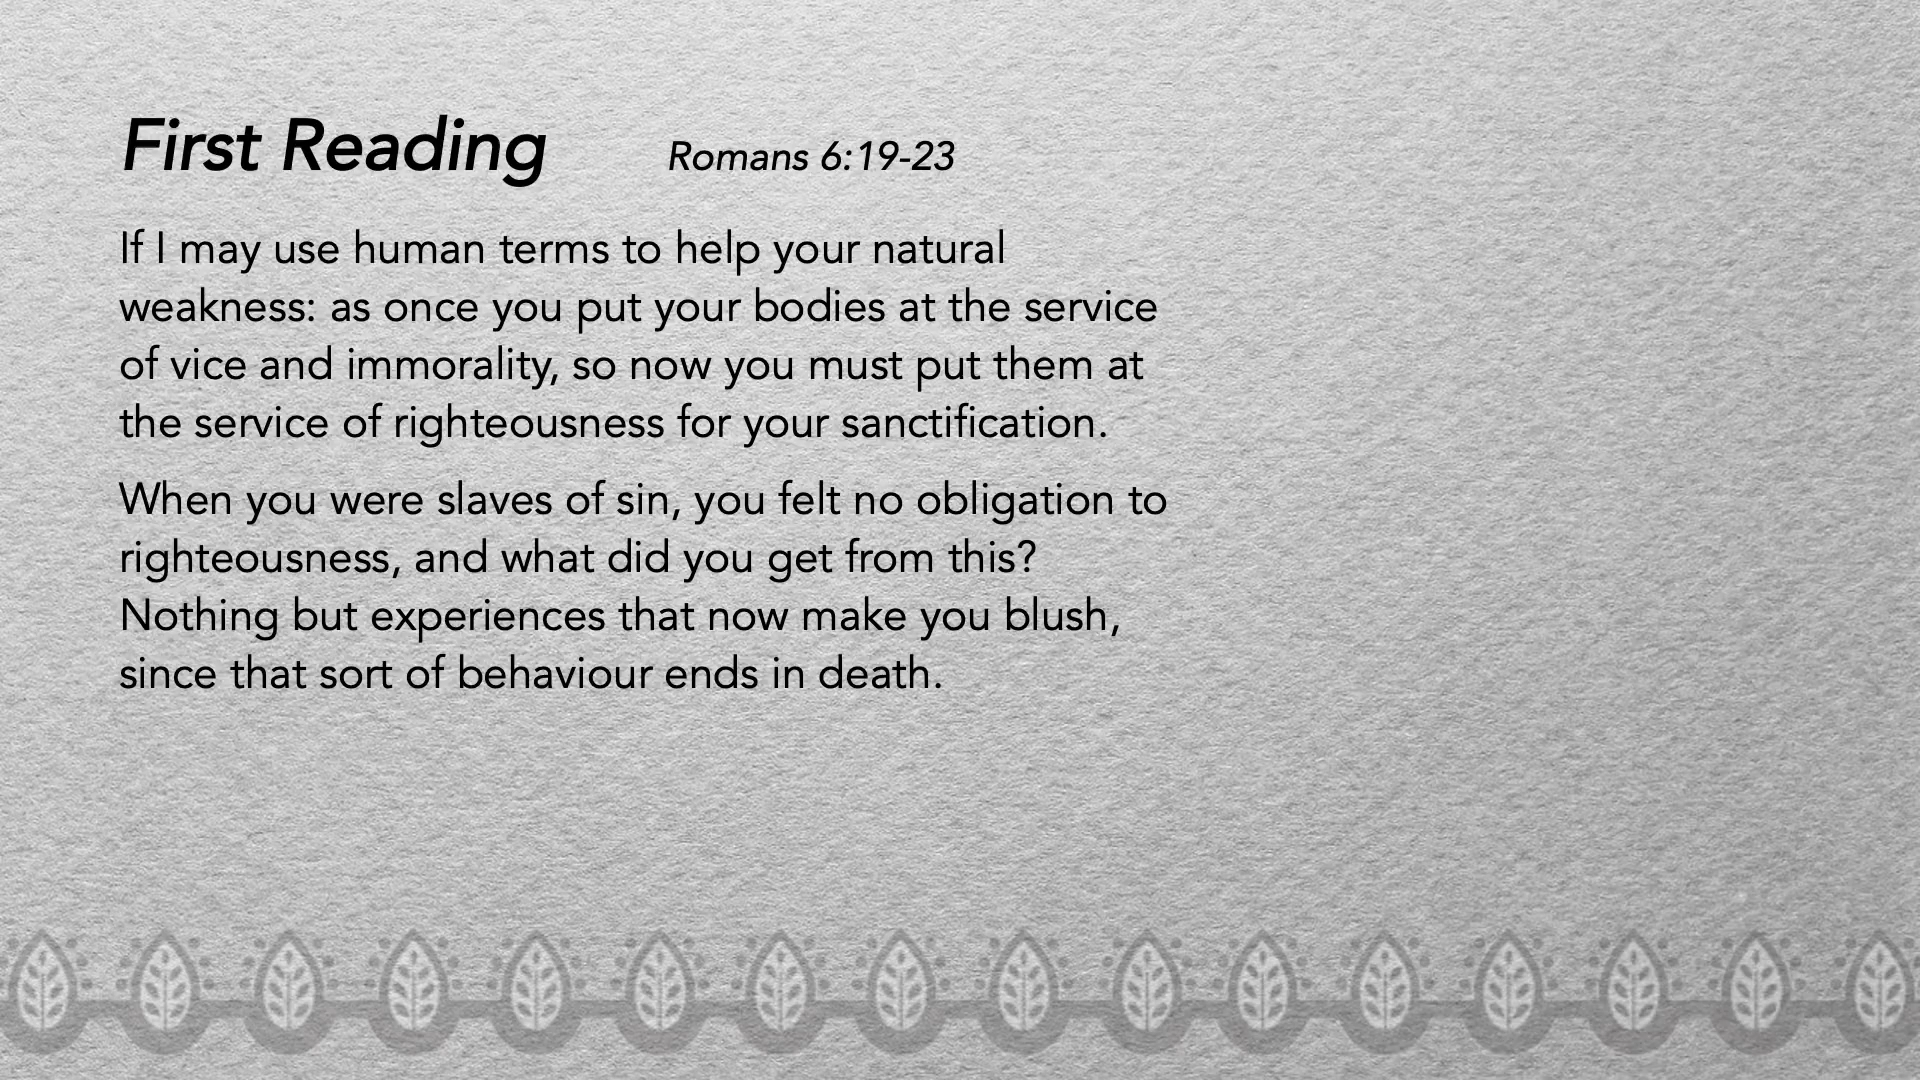 First Reading Romans 6:19-23
If I may use human terms to help your natural
weakness: as once you put your bodies at the service
of vice and immorality, so now you must put them at
the service of righteousness for your sanctification.
When you were slaves of sin, you felt no obligation to
righteousness, and what did you get from this?
Nothing but experiences that now make you blush,
since that sort of behaviour ends in death.